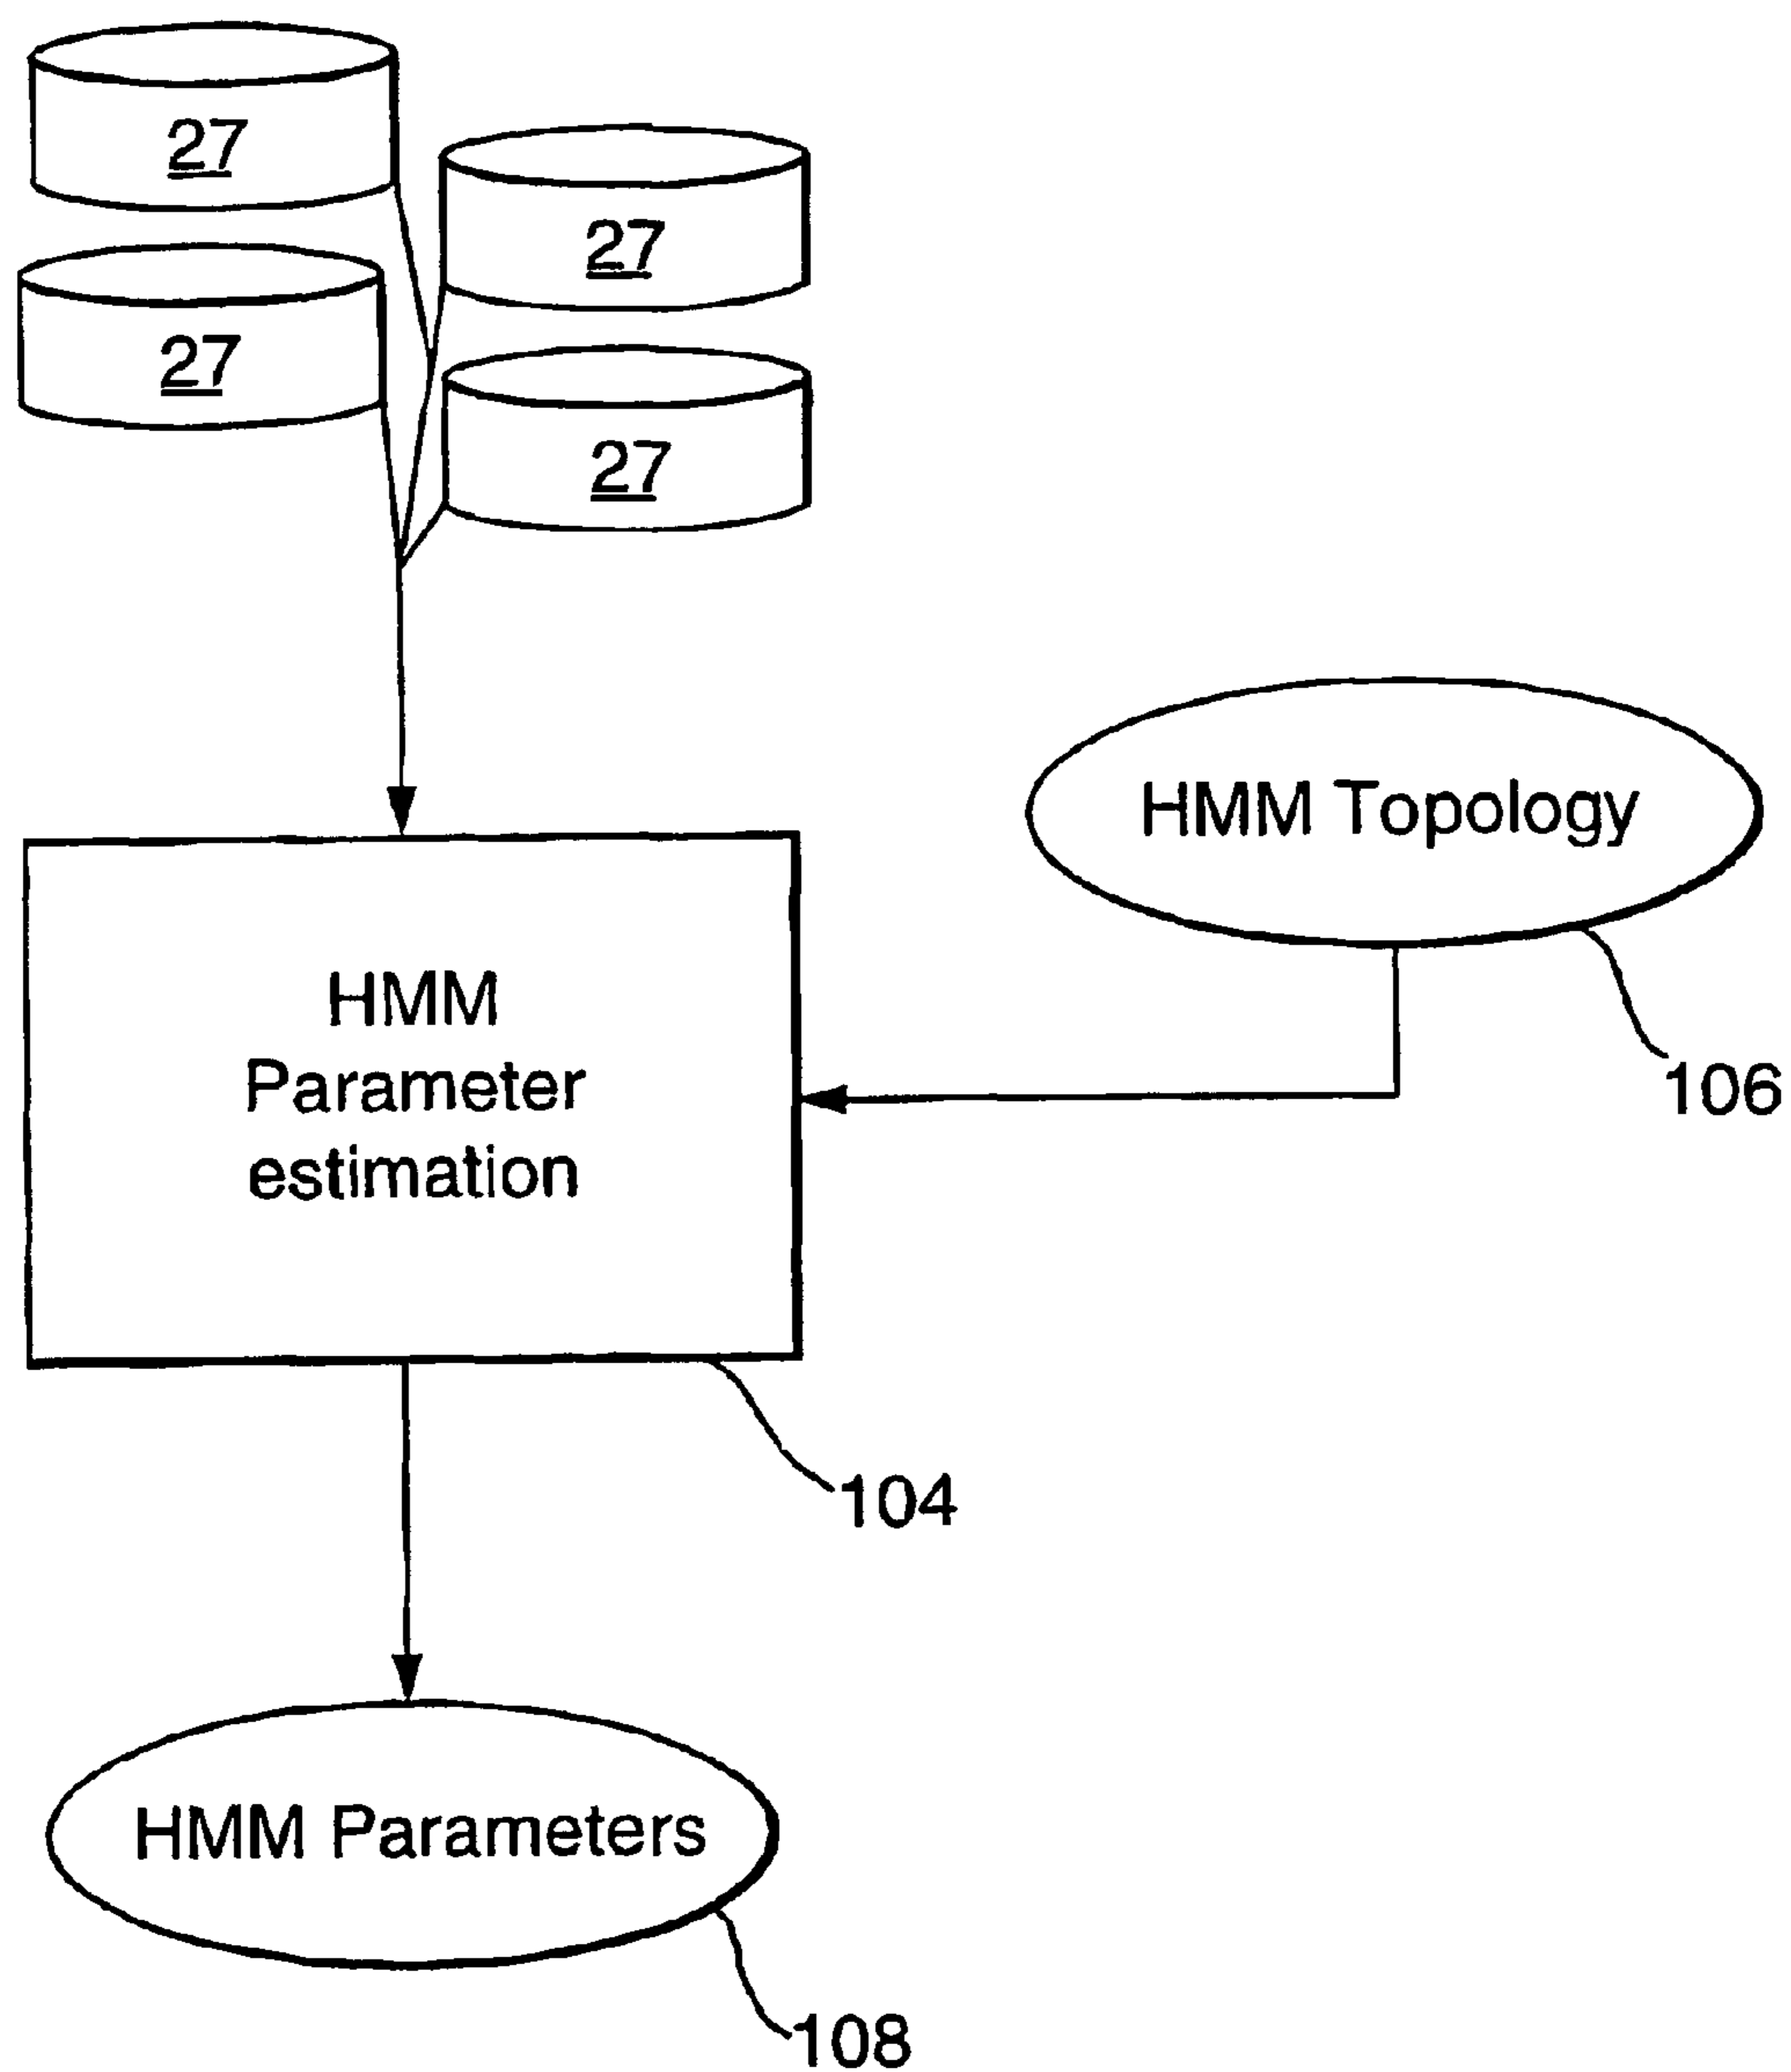 27
27
27
27
HMM Topology
106
HMM
Parameter
estimation
104
HMM Parameters
108